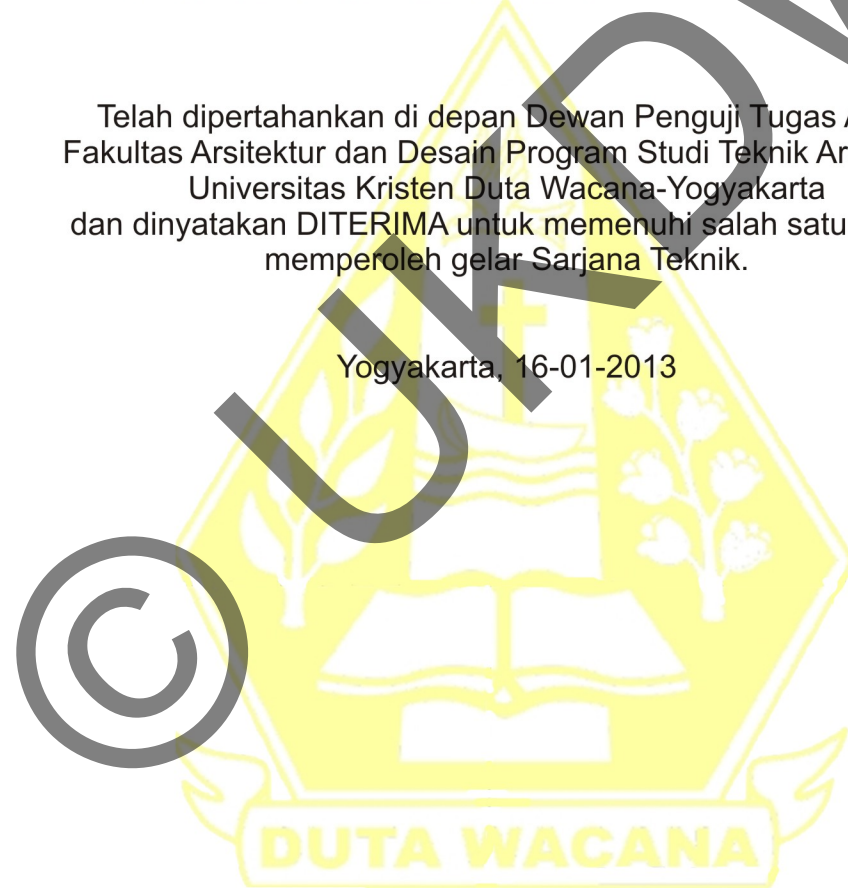 Telah dipertahankan di depan Dewan Penguji Tugas
Fakultas Arsitektur dan Desain Program Studi Teknik
Universitas Kristen Duta Wacana-Yogyakarta
dan dinyatakan DITERIMA untuk memenuhi salah satu
memperoleh gelar Sarjana Teknik.
Yogyakarta, 16-01-2013
© UKDW
DUTA WACANA